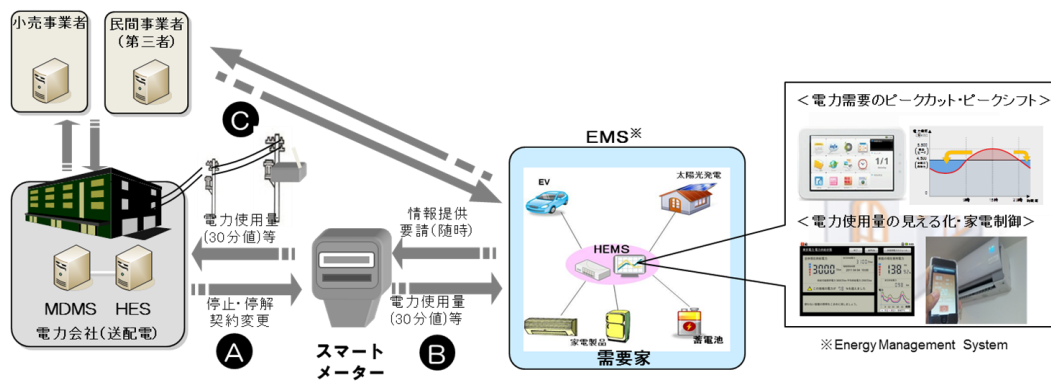 小売事業者
民間事業者
(第三者)
C
EMS※
EV
太陽光発電
HEMS
家電製品
蓄電池
需要家
電力使用量
(30分値)等
情報提供
要請(随時)
MDMS HES
電力会社(送配電)
停止・停解
契約変更
A
スマート
メーター
電力使用量
(30分値)等
B
<電力需要のピークカット・ピークシフト>
1/1
<電力使用量の見える化・家電制御>
3000
138
※Energy Management System